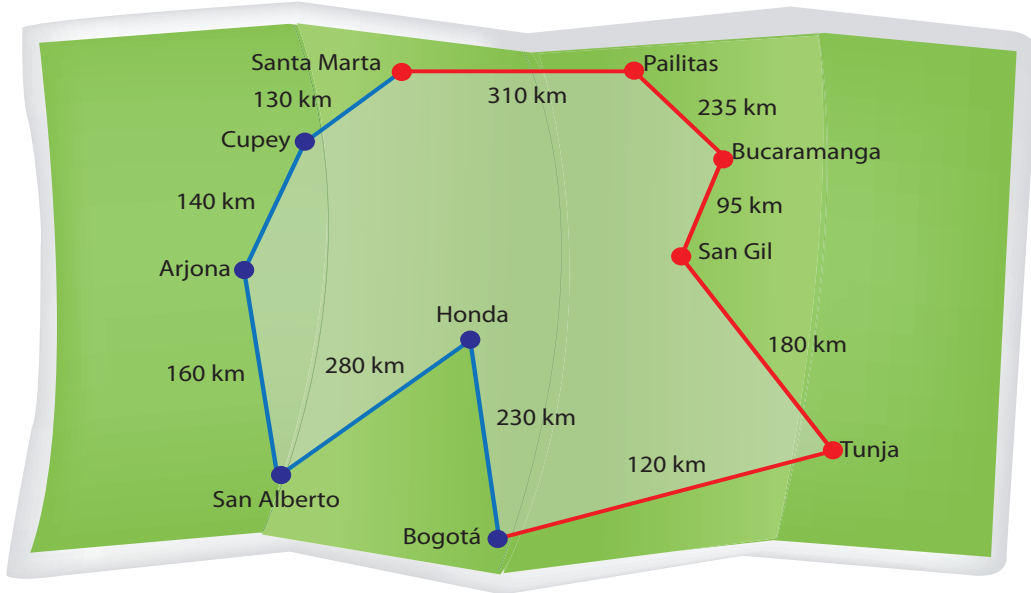 Santa Marta
Pailitas
130 km
310 km
235 km
Cupey
Bucaramanga
140 km
95 km
Arjona
San Gil
Honda
280 km
180 km
160 km
230 km
Tunja
120 km
San Alberto
Bogotá